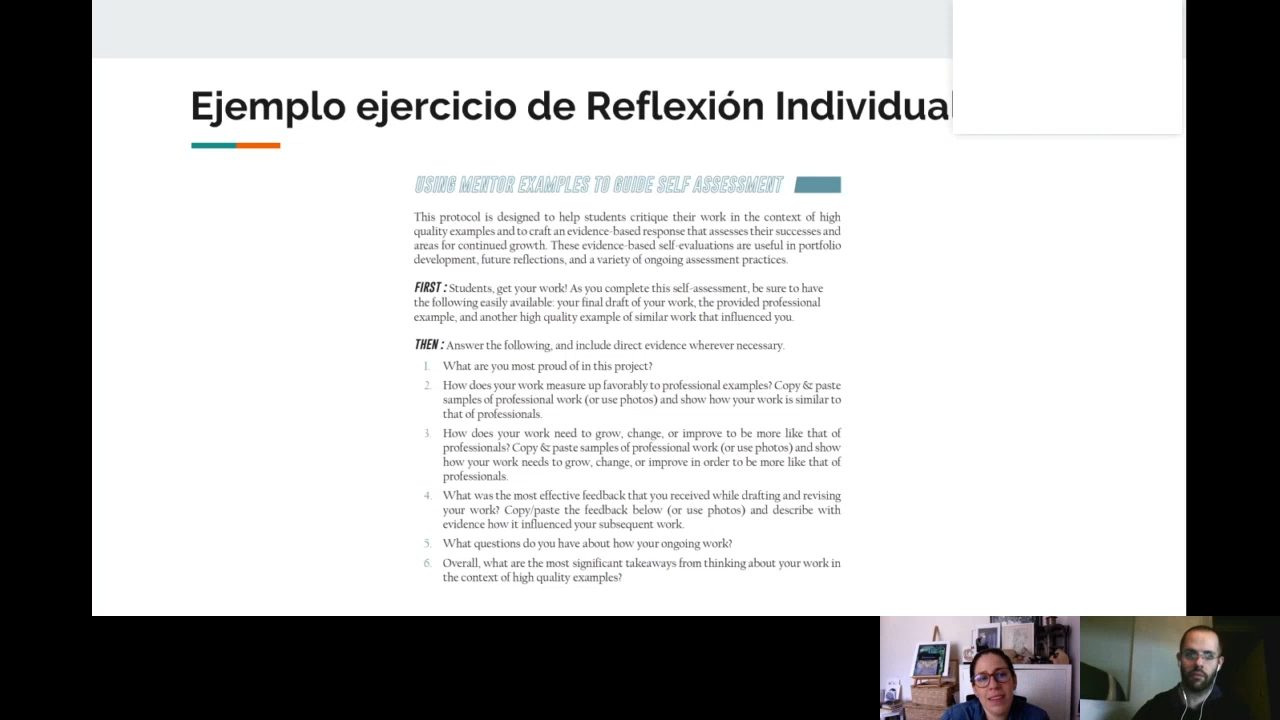 Ejemplo ejercicio de Reflexión Individual
USING MENTOR EXAMPLES TO GUIDE SELF ASSESSMENT
This protocol is designed to help students critique their work in the context of high
quality examples and to craft an evidence-based response that assesses their successes and
areas for continued growth. These evidence-based self-evaluations are useful in portfolio
development, future reflections, and a variety of ongoing assessment practices.
FIRST : Students, get your work! As you complete this self-assessment, be sure to have
the following easily available: your final draft of your work, the provided professional
example, and another high quality example of similar work that influenced you.
THEN : Answer the following, and include direct evidence wherever necessary.
1. What are you most proud of in this project?
2. How does your work measure up favorably to professional examples? Copy & paste
samples of professional work (or use photos) and show how your work is similar to
that of professionals.
3. How does your work need to grow, change, or improve to be more like that of
professionals? Copy & paste samples of professional work (or use photos) and show
how your work needs to grow, change, or improve in order to be more like that of
professionals.
4. What was the most effective feedback that you received while drafting and revising
your work? Copy/paste the feedback below (or use photos) and describe with
evidence how it influenced your subsequent work.
5. What questions do you have about how your ongoing work?
6. Overall, what are the most significant takeaways from thinking about your work in
the context of high quality examples?